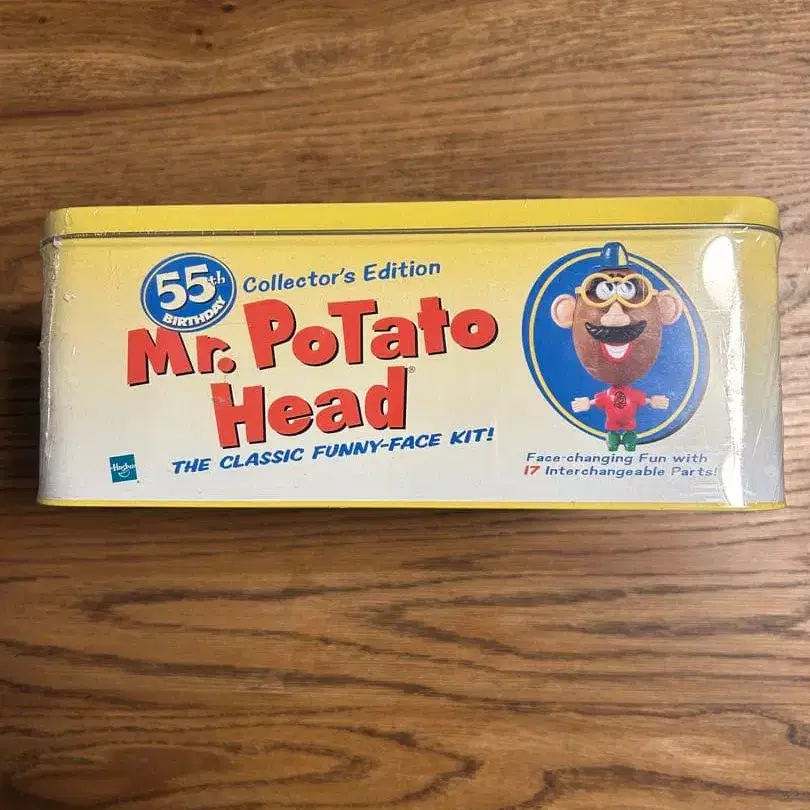 55th
BIRTHDAY
Collector's Edition
Mr. PoTato
Head®
THE CLASSIC FUNNY-FACE KIT!
Hasbro
Face-changing Fun with
17 Interchangeable Parts!